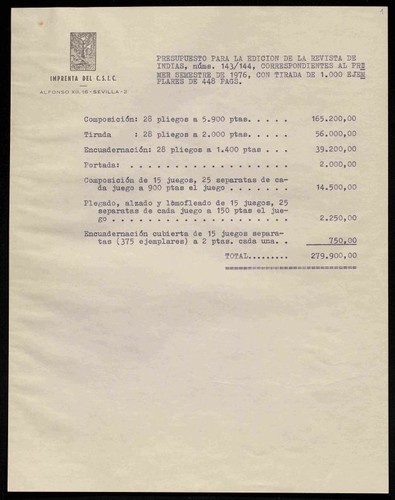 IMPRENTA DEL C.S.I.C.
ALFONSO XII, 16 - SEVILLA - 2
PRESUPUESTO PARA LA EDICION DE LA REVISTA DE
INDIAS, núms. 143/144, CORRESPONDIENTES AL PRI
MER SEMESTRE DE 1976, CON TIRADA DE 1.000 EJEM
PLARES DE 448 PAGS.
Composición: 28 pliegos a 5.900 ptas. . . . . 165.200,00
Tirada : 28 pliegos a 2.000 ptas. . . . . 56.000,00
Encuadernación: 28 pliegos a 1.400 ptas . . . 39.200,00
Portada: . . . . . . . . . . . . . . . . . 2.000,00
Composición de 15 juegos, 25 separatas de ca-
da juego a 900 ptas el juego . . . . . . . 14.500,00
Plegado, alzado y lámofleado de 15 juegos, 25
separatas de cada juego a 150 ptas el jue-
go . . . . . . . . . . . . . . . . . . . 2.250,00
Encuadernación cubierta de 15 juegos separa-
tas (375 ejemplares) a 2 ptas. cada una. . 750,00
TOTAL......... 279.900,00